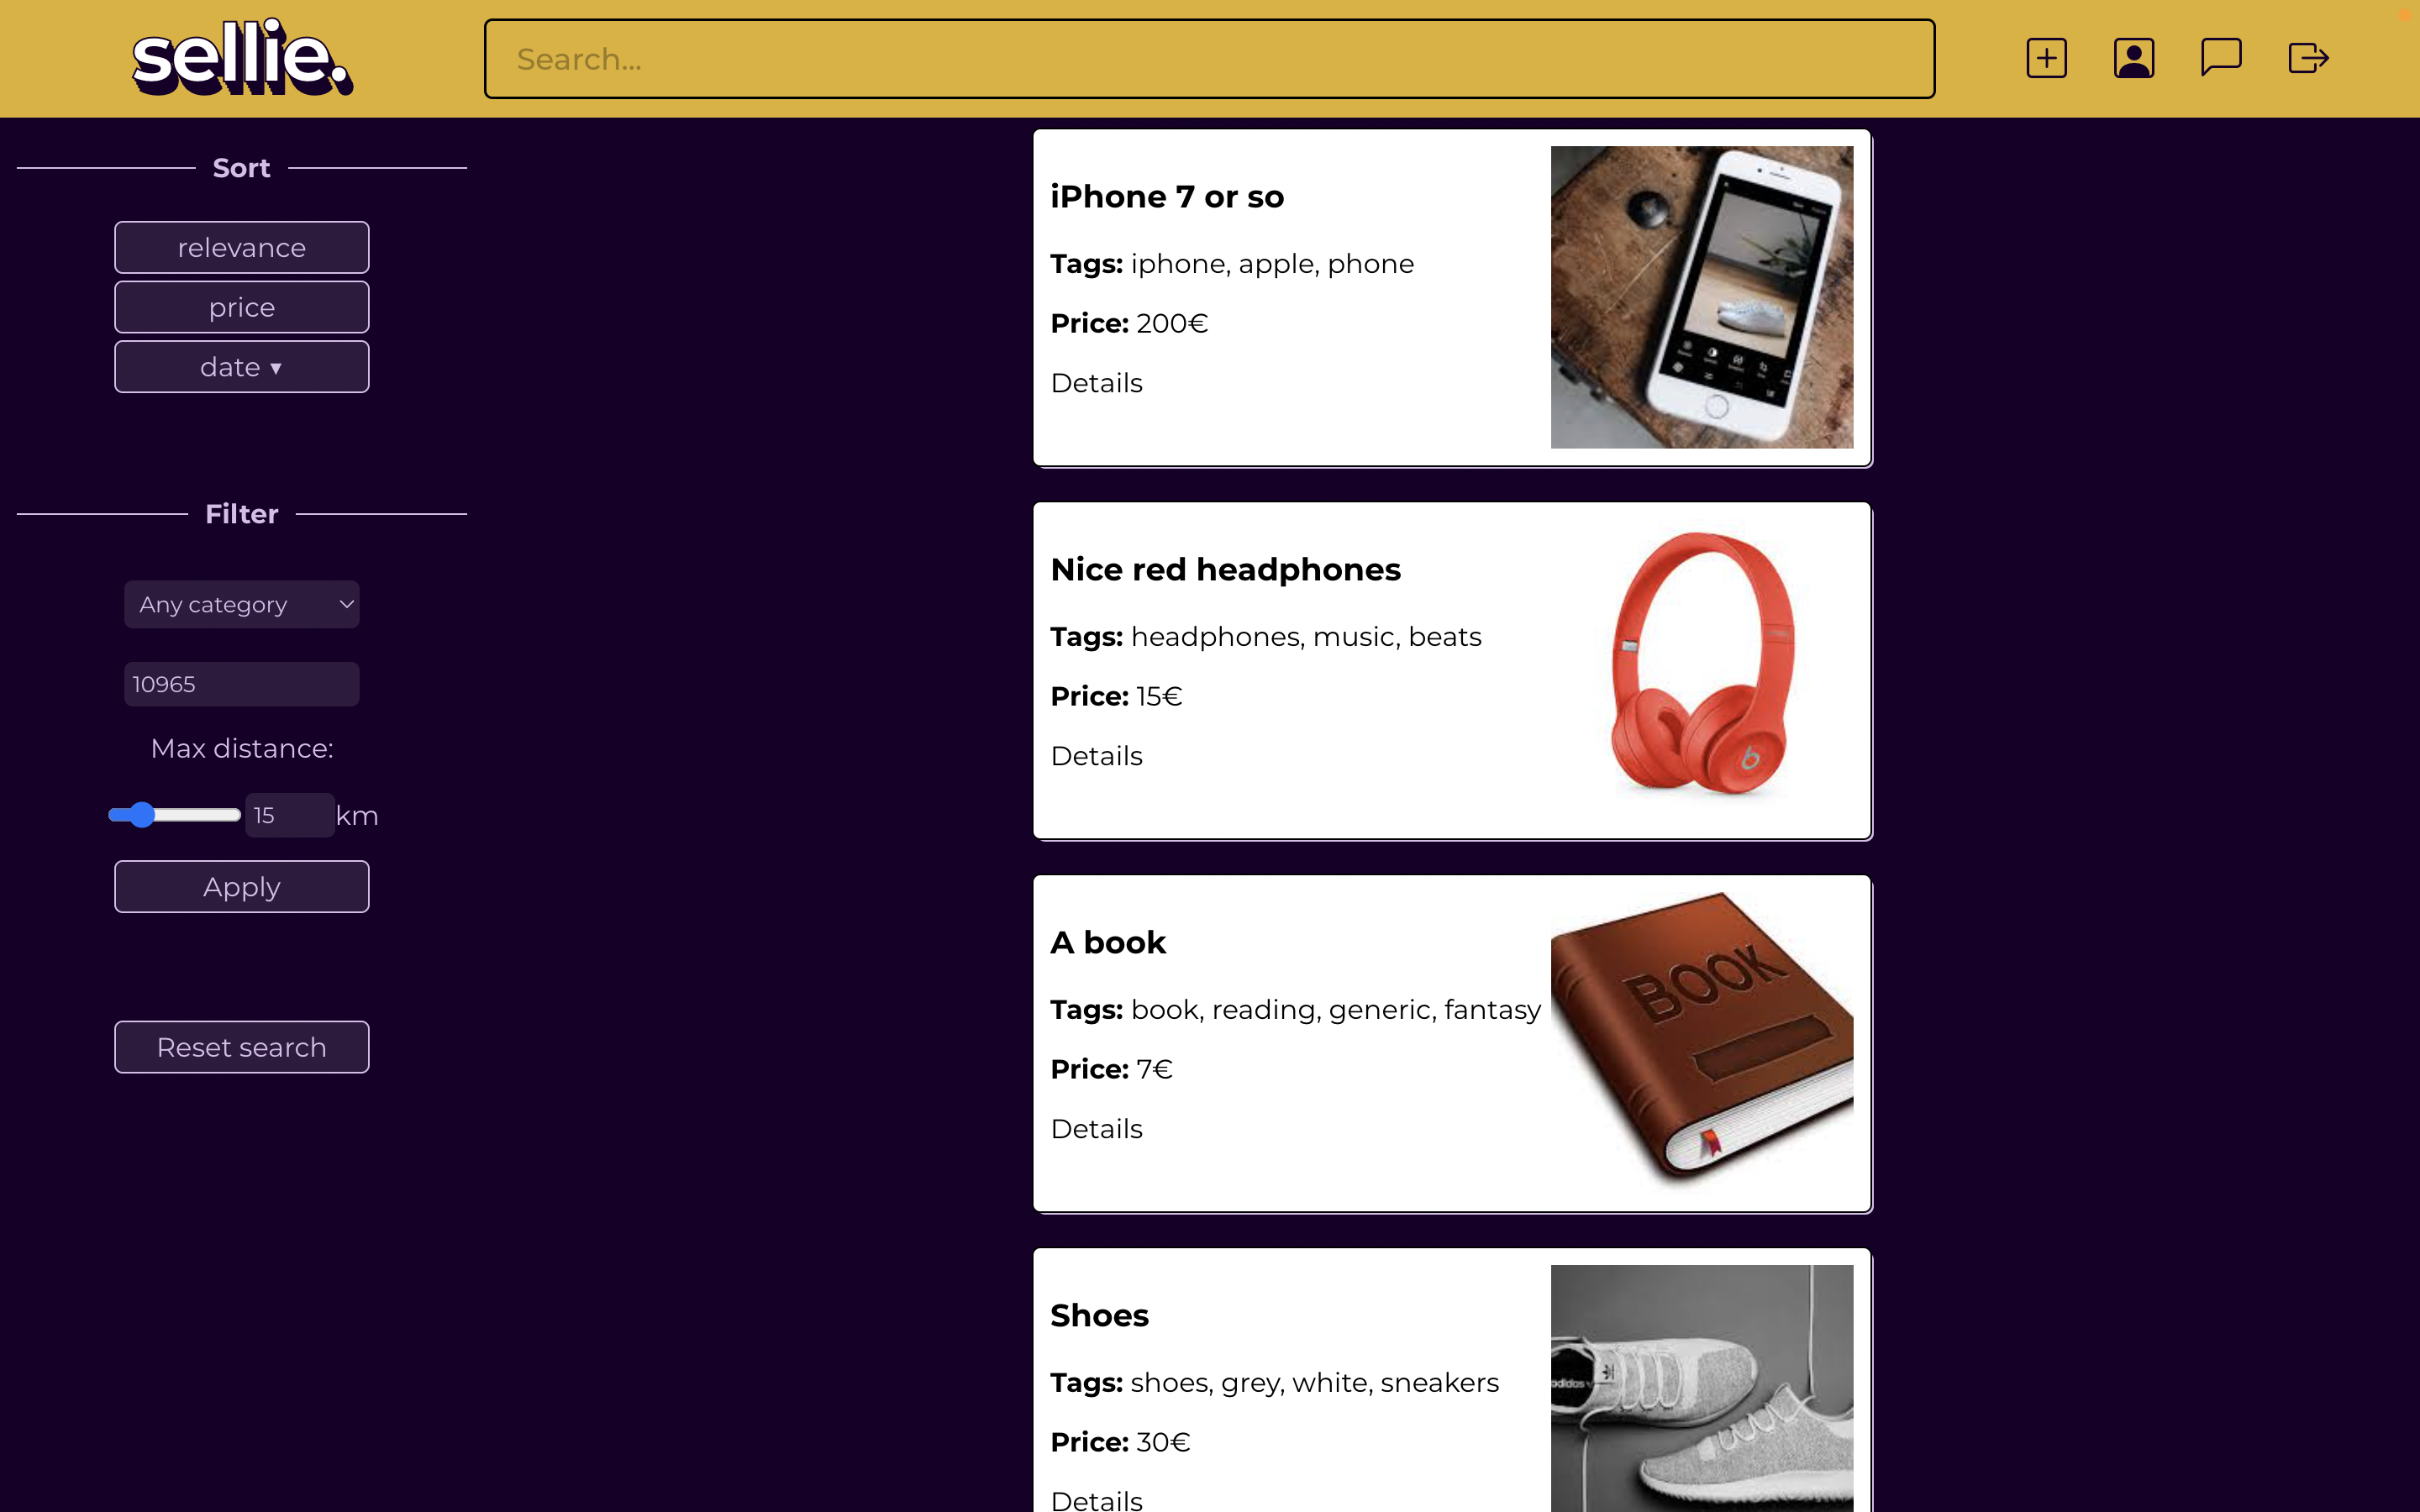 sellie.
Search...
Sort
relevance
price
date ▼
Filter
Any category
10965
Max distance:
15 km
Apply
Reset search
iPhone 7 or so
Tags: iphone, apple, phone
Price: 200€
Details
Nice red headphones
Tags: headphones, music, beats
Price: 15€
Details
b
A book
Tags: book, reading, generic, fantasy
Price: 7€
Details
BOOK
Shoes
Tags: shoes, grey, white, sneakers
Price: 30€
Details
adidas